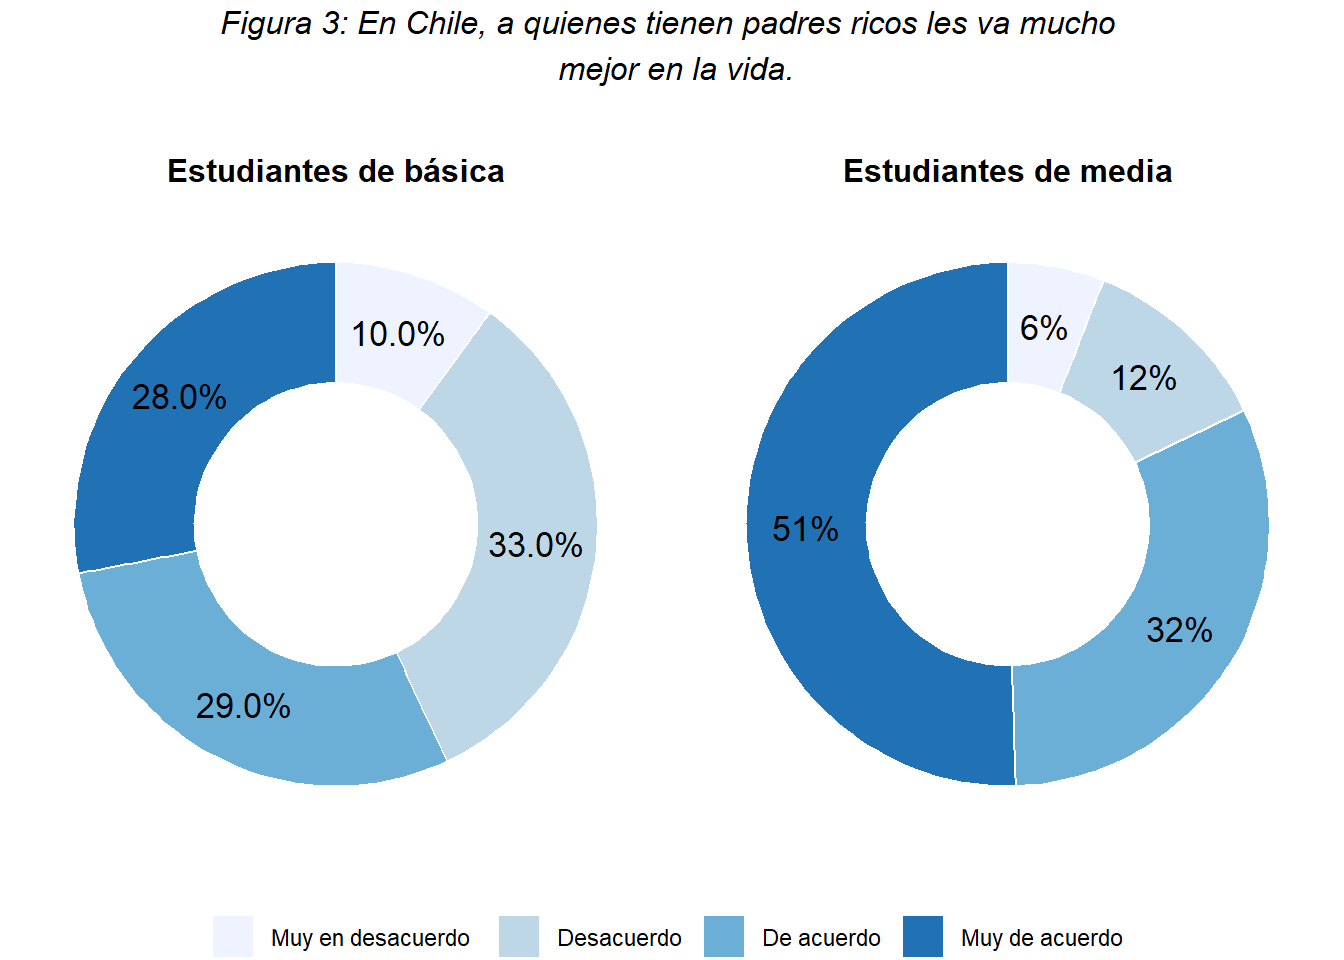 Figura 3: En Chile, a quienes tienen padres ricos les va mucho
mejor en la vida.
Estudiantes de básica
Estudiantes de media
10.0%
28.0%
33.0%
29.0%
6%
12%
51%
32%
Muy en desacuerdo
Desacuerdo
De acuerdo
Muy de acuerdo